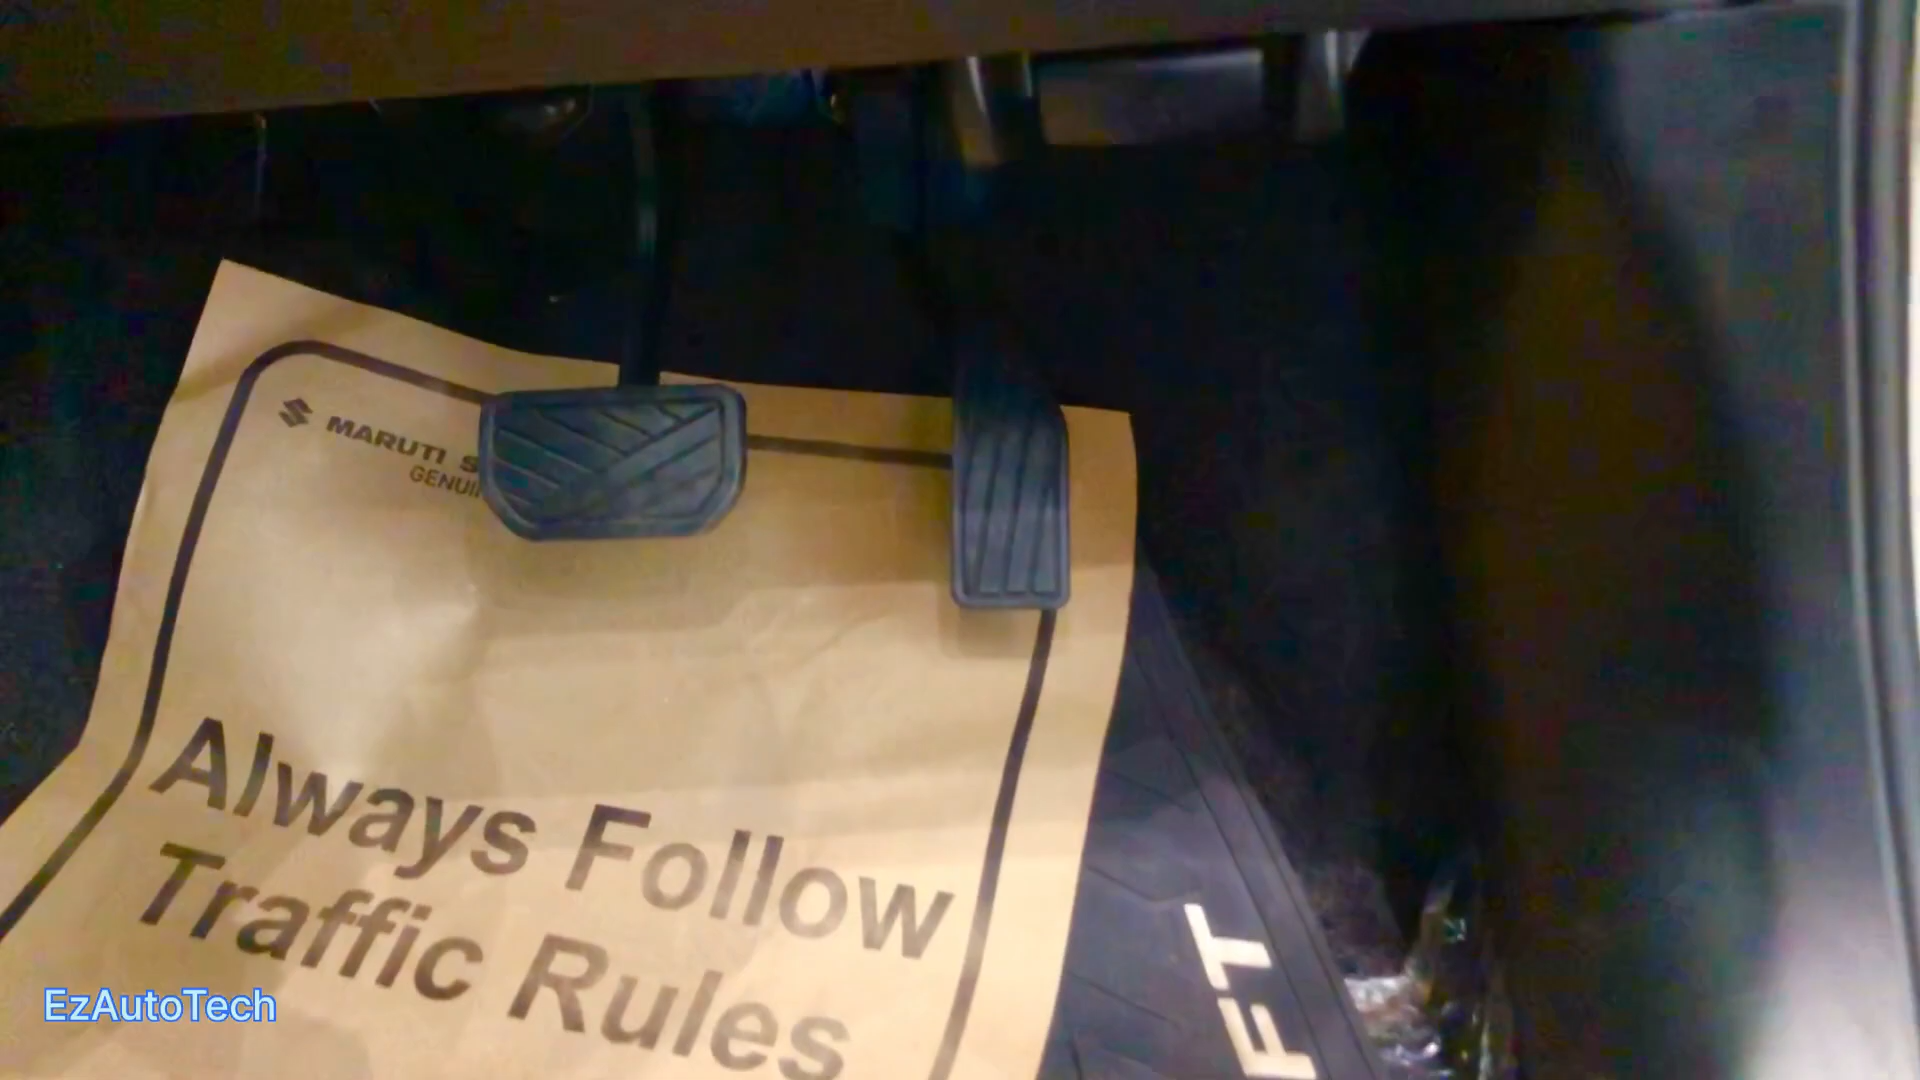 MARUTI S
GENUI
Always Follow
Traffic Rules
FT
EzAutoTech